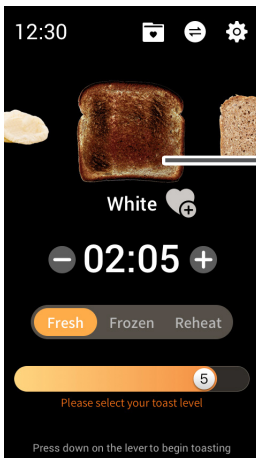 12:30
White
02:05
Fresh Frozen Reheat
5
Please select your toast level
Press down on the lever to begin toasting